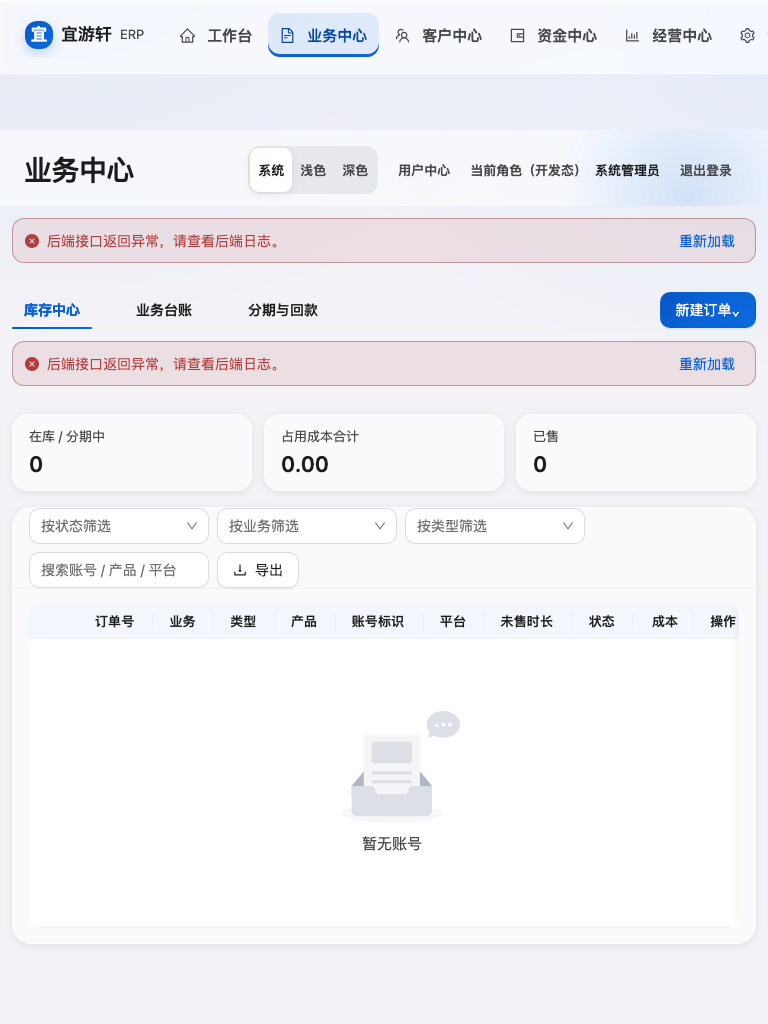 宜 宜游轩 ERP 工作台 业务中心 客户中心 资金中心 经营中心
业务中心 系统 浅色 深色 用户中心 当前角色（开发态） 系统管理员 退出登录
后端接口返回异常，请查看后端日志。 重新加载
库存中心 业务台账 分期与回款 新建订单
后端接口返回异常，请查看后端日志。 重新加载
在库 / 分期中 占用成本合计 已售
0 0.00 0
按状态筛选 按业务筛选 按类型筛选
搜索账号 / 产品 / 平台 导出
订单号 业务 类型 产品 账号标识 平台 未售时长 状态 成本 操作
暂无账号